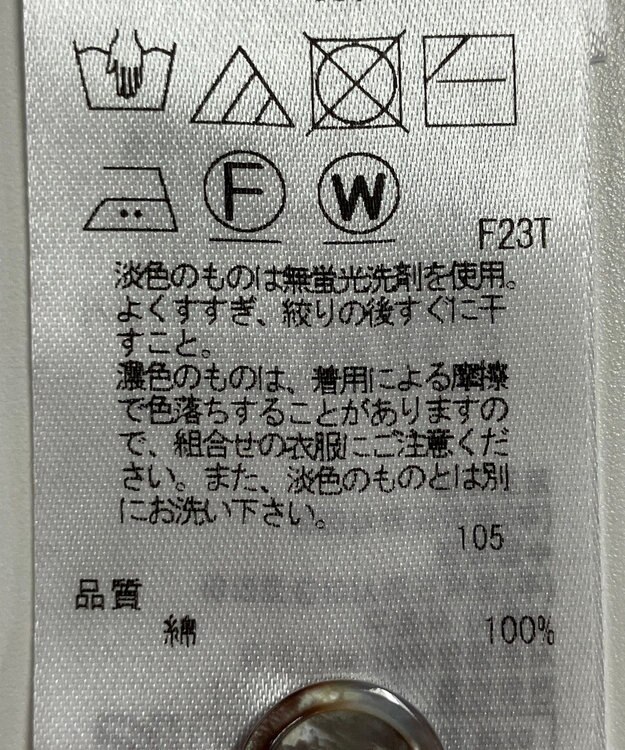 F
W
F23T
淡色のものは無蛍光洗剤を使用。
よくすすぎ、絞りの後すぐに干
すこと。
濃色のものは、着用による摩擦
で色落ちすることがありますの
で、組合せの衣服にご注意くだ
さい。また、淡色のものとは別
にお洗い下さい。
105
品質
綿 100%